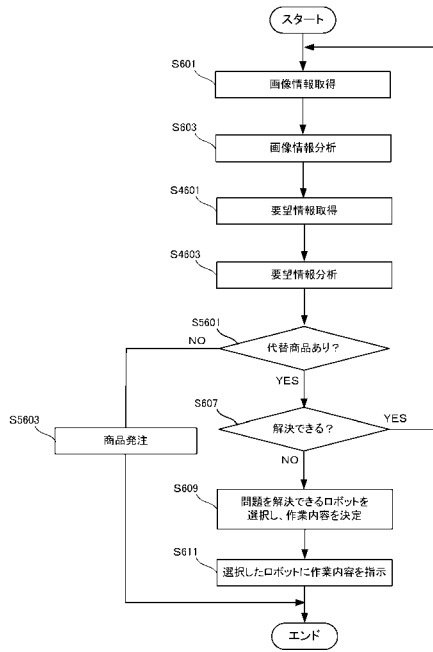 スタート
S601
画像情報取得
S603
画像情報分析
S4601
要望情報取得
S4603
要望情報分析
S5601
代替商品あり?
NO
YES
S5603
商品発注
S607
解決できる?
YES
NO
S609
問題を解決できるロボットを
選択し、作業内容を決定
S611
選択したロボットに作業内容を指示
エンド